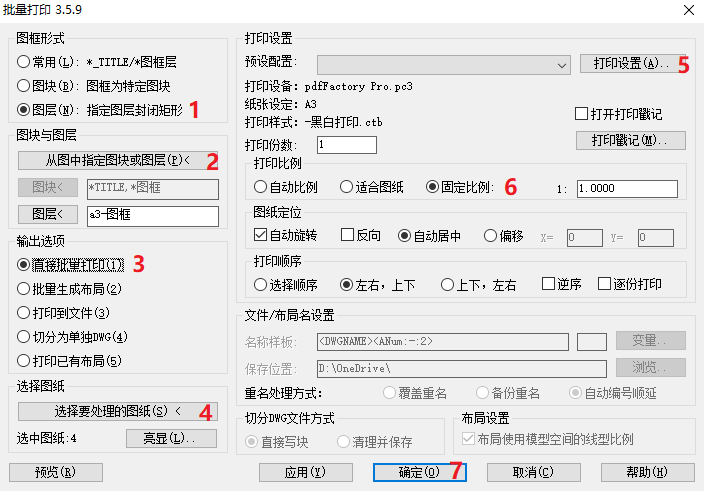 批量打印 3.5.9
图框形式
常用(L): *_TITLE/*图框层
图块(B): 图框为特定图块
图层(N): 指定图层封闭矩形 1
图块与图层
从图中指定图块或图层(P)< 2
图块< *TITLE,*图框
图层< a3-图框
输出选项
直接批量打印(1) 3
批量生成布局(2)
打印到文件(3)
切分为单独DWG(4)
打印已有布局(5)
选择图纸
选择要处理的图纸(S) < 4
选中图纸:4 亮显(L)..
打印设置
预设配置: 打印设置(A).. 5
打印设备: pdfFactory Pro.pc3
纸张设定: A3
打印样式: -黑白打印.ctb
打开打印戳记
打印份数: 1 打印戳记(M)..
打印比例
自动比例 适合图纸 固定比例: 6 1: 1.0000
图纸定位
自动旋转 反向 自动居中 偏移 X= 0 Y= 0
打印顺序
选择顺序 左右,上下 上下,左右 逆序 逐份打印
文件/布局名设置
名称样板: <DWGNAME><ANum:-:2> 变量..
保存位置: D:\OneDrive\ 浏览..
重名处理方式: 覆盖重名 备份重名 自动编号顺延
切分DWG文件方式
直接写块 清理并保存
布局设置
布局使用模型空间的线型比例
预览(R) 应用(Y) 确定(O) 7 取消(C) 帮助(H)